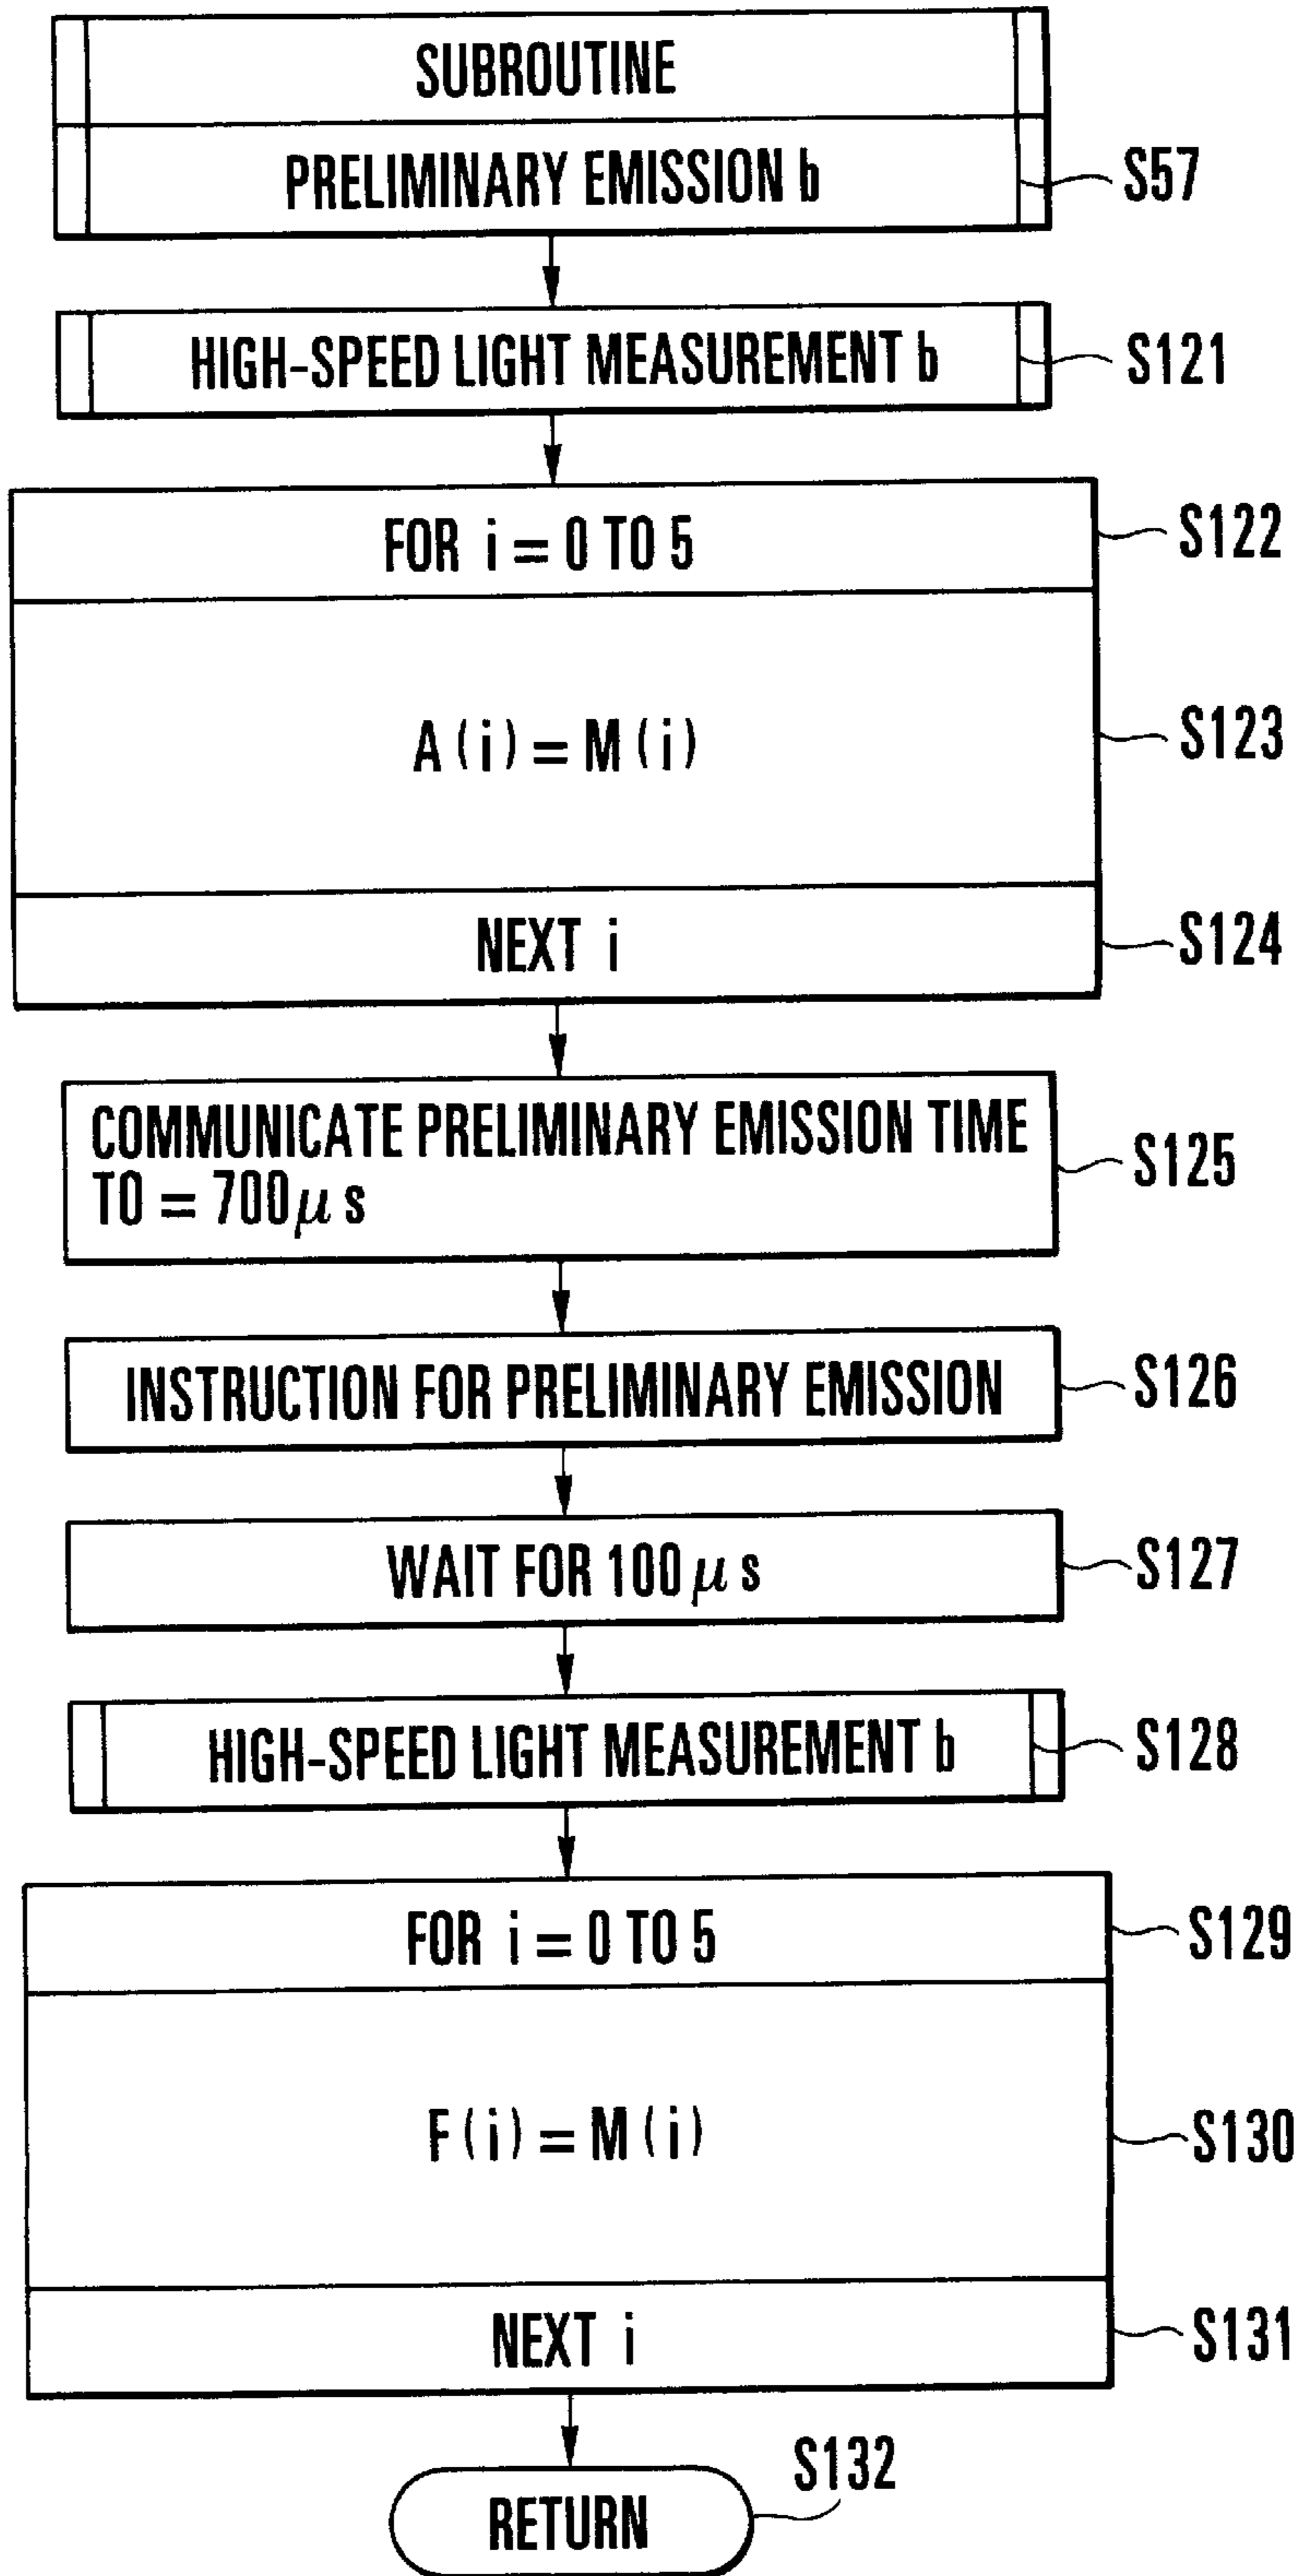 SUBROUTINE
PRELIMINARY EMISSION b
S57
HIGH-SPEED LIGHT MEASUREMENT b
S121
FOR i = 0 TO 5
S122
A(i) = M(i)
S123
NEXT i
S124
COMMUNICATE PRELIMINARY EMISSION TIME
TO = 700μs
S125
INSTRUCTION FOR PRELIMINARY EMISSION
S126
WAIT FOR 100μs
S127
HIGH-SPEED LIGHT MEASUREMENT b
S128
FOR i = 0 TO 5
S129
F(i) = M(i)
S130
NEXT i
S131
S132
RETURN